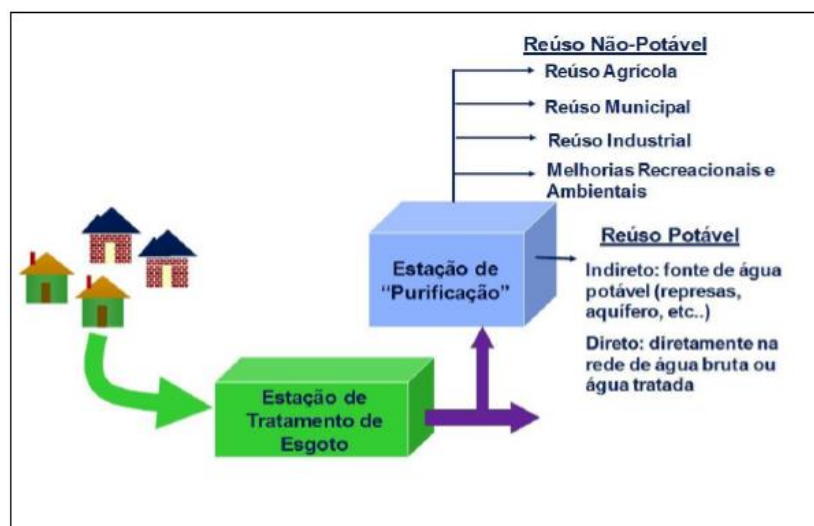 Reúso Não-Potável
Reúso Agrícola
Reúso Municipal
Reúso Industrial
Melhorias Recreacionais e
Ambientais
Estação de
“Purificação”
Reúso Potável
Indireto: fonte de água
potável (represas,
aquífero, etc..)
Direto: diretamente na
rede de água bruta ou
água tratada
Estação de
Tratamento de
Esgoto